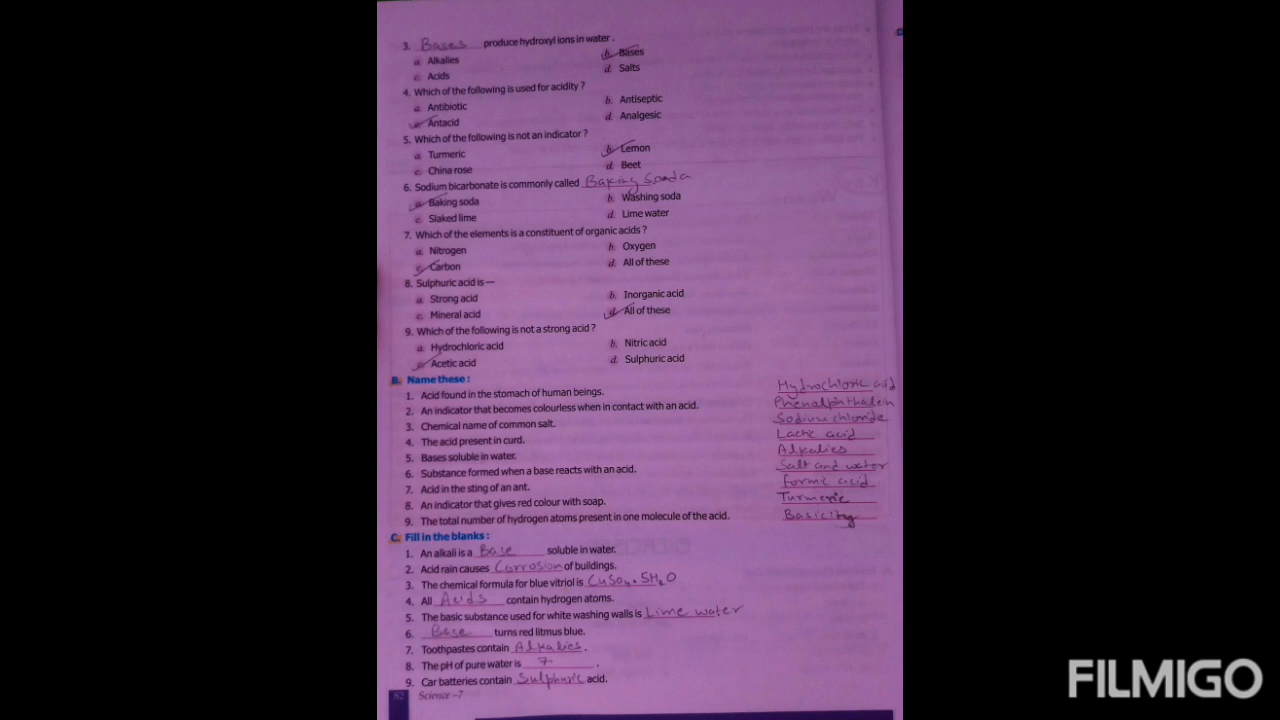 3. Bases produce hydroxyl ions in water.
a. Alkalies b. Bases
c. Acids d. Salts
4. Which of the following is used for acidity?
a. Antibiotic b. Antiseptic
c. Antacid d. Analgesic
5. Which of the following is not an indicator?
a. Turmeric b. Lemon
c. China rose d. Beet
6. Sodium bicarbonate is commonly called Baking Soda
a. Baking soda b. Washing soda
c. Slaked lime d. Lime water
7. Which of the elements is a constituent of organic acids?
a. Nitrogen b. Oxygen
c. Carbon d. All of these
8. Sulphuric acid is—
a. Strong acid b. Inorganic acid
c. Mineral acid d. All of these
9. Which of the following is not a strong acid?
a. Hydrochloric acid b. Nitric acid
c. Acetic acid d. Sulphuric acid
B. Name these :
1. Acid found in the stomach of human beings. Hydrochloric acid
2. An indicator that becomes colourless when in contact with an acid. Phenalphthalein
3. Chemical name of common salt. Sodium chloride
4. The acid present in curd. Lactic acid
5. Bases soluble in water. Alkalies
6. Substance formed when a base reacts with an acid. Salt and water
7. Acid in the sting of an ant. formic acid
8. An indicator that gives red colour with soap. Turmeric
9. The total number of hydrogen atoms present in one molecule of the acid. Basicity
C. Fill in the blanks :
1. An alkali is a Base soluble in water.
2. Acid rain causes Corrosion of buildings.
3. The chemical formula for blue vitriol is CuSO₄.5H₂O
4. All Acids contain hydrogen atoms.
5. The basic substance used for white washing walls is Lime water
6. Base turns red litmus blue.
7. Toothpastes contain Alkalies.
8. The pH of pure water is 7.
9. Car batteries contain Sulphuric acid.
82 Science–7
FILMIGO